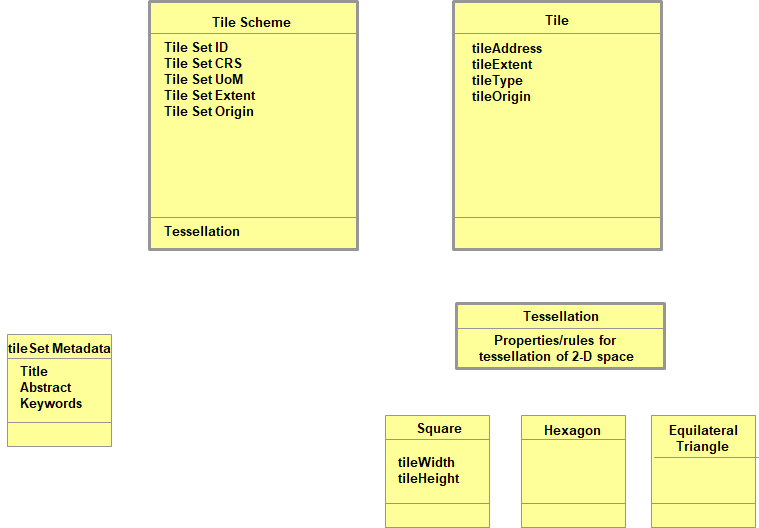 Tile Scheme
Tile Set ID
Tile Set CRS
Tile Set UoM
Tile Set Extent
Tile Set Origin
Tessellation
Tile
tileAddress
tileExtent
tileType
tileOrigin
Tessellation
Properties/rules for
tessellation of 2-D space
tileSet Metadata
Title
Abstract
Keywords
Square
tileWidth
tileHeight
Hexagon
Equilateral
Triangle